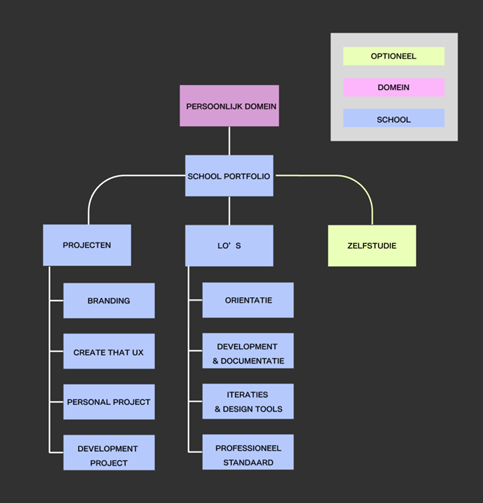 OPTIONEEL
DOMEIN
SCHOOL
PERSOONLIJK DOMEIN
SCHOOL PORTFOLIO
PROJECTEN
LO'S
ZELFSTUDIE
BRANDING
CREATE THAT UX
PERSONAL PROJECT
DEVELOPMENT
PROJECT
ORIENTATIE
DEVELOPMENT
& DOCUMENTATIE
ITERATIES
& DESIGN TOOLS
PROFESSIONEEL
STANDAARD